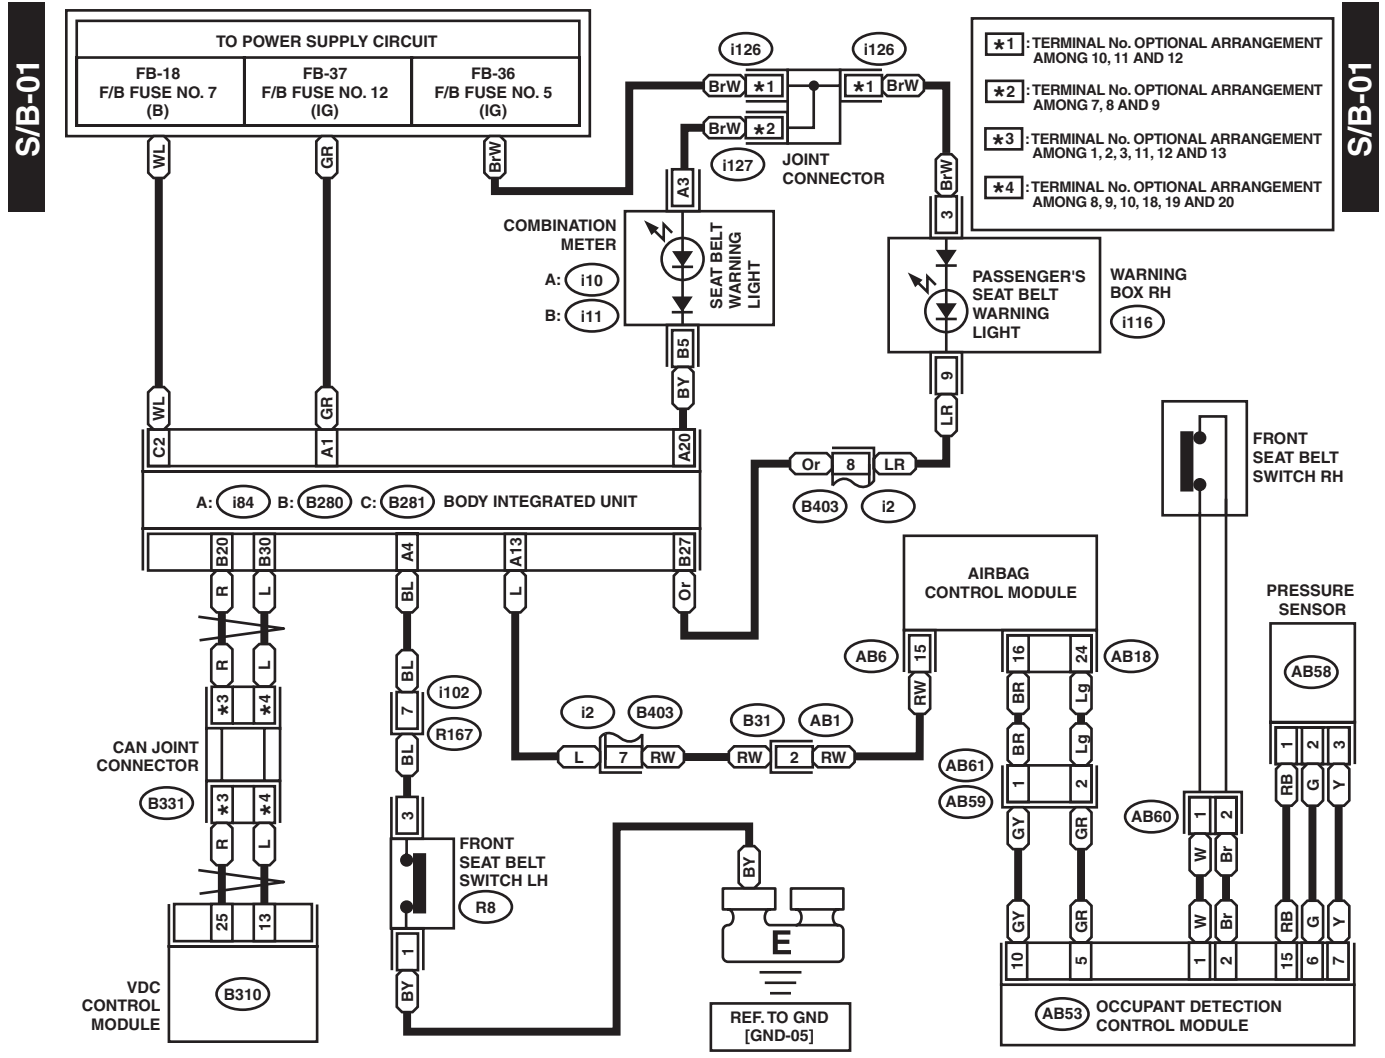 S/B-01
TO POWER SUPPLY CIRCUIT
FB-18
F/B FUSE NO. 7
(B)
FB-37
F/B FUSE NO. 12
(IG)
FB-36
F/B FUSE NO. 5
(IG)
i126
i126
BrW
*1
*1
BrW
BrW
*2
i127
JOINT
CONNECTOR
*1 : TERMINAL No. OPTIONAL ARRANGEMENT
AMONG 10, 11 AND 12
*2 : TERMINAL No. OPTIONAL ARRANGEMENT
AMONG 7, 8 AND 9
*3 : TERMINAL No. OPTIONAL ARRANGEMENT
AMONG 1, 2, 3, 11, 12 AND 13
*4 : TERMINAL No. OPTIONAL ARRANGEMENT
AMONG 8, 9, 10, 18, 19 AND 20
S/B-01
WL
GR
BrW
A3
BrW
3
COMBINATION
METER
A: i10
B: i11
SEAT BELT
WARNING
LIGHT
PASSENGER'S
SEAT BELT
WARNING
LIGHT
WARNING
BOX RH
i116
B5
BY
9
LR
WL
GR
C2
A1
A20
Or
8
LR
B403
i2
FRONT
SEAT BELT
SWITCH RH
A: i84 B: B280 C: B281 BODY INTEGRATED UNIT
B20
B30
A4
A13
B27
R
L
BL
L
Or
AIRBAG
CONTROL MODULE
PRESSURE
SENSOR
AB58
AB6
15
16
24
AB18
RW
BR
Lg
R
L
BL
*3
*4
7
i102
R167
BL
i2
B403
L
7
RW
B31
AB1
RW
2
RW
BR
Lg
1
2
3
CAN JOINT
CONNECTOR
B331
*3
*4
R
L
3
AB61
AB59
1
2
RB
G
Y
AB60
1
2
GY
GR
W
Br
FRONT
SEAT BELT
SWITCH LH
R8
BY
25
13
1
BY
E
GY
GR
W
Br
RB
G
Y
10
5
1
2
15
6
7
VDC
CONTROL
MODULE
B310
REF. TO GND
[GND-05]
AB53
OCCUPANT DETECTION
CONTROL MODULE